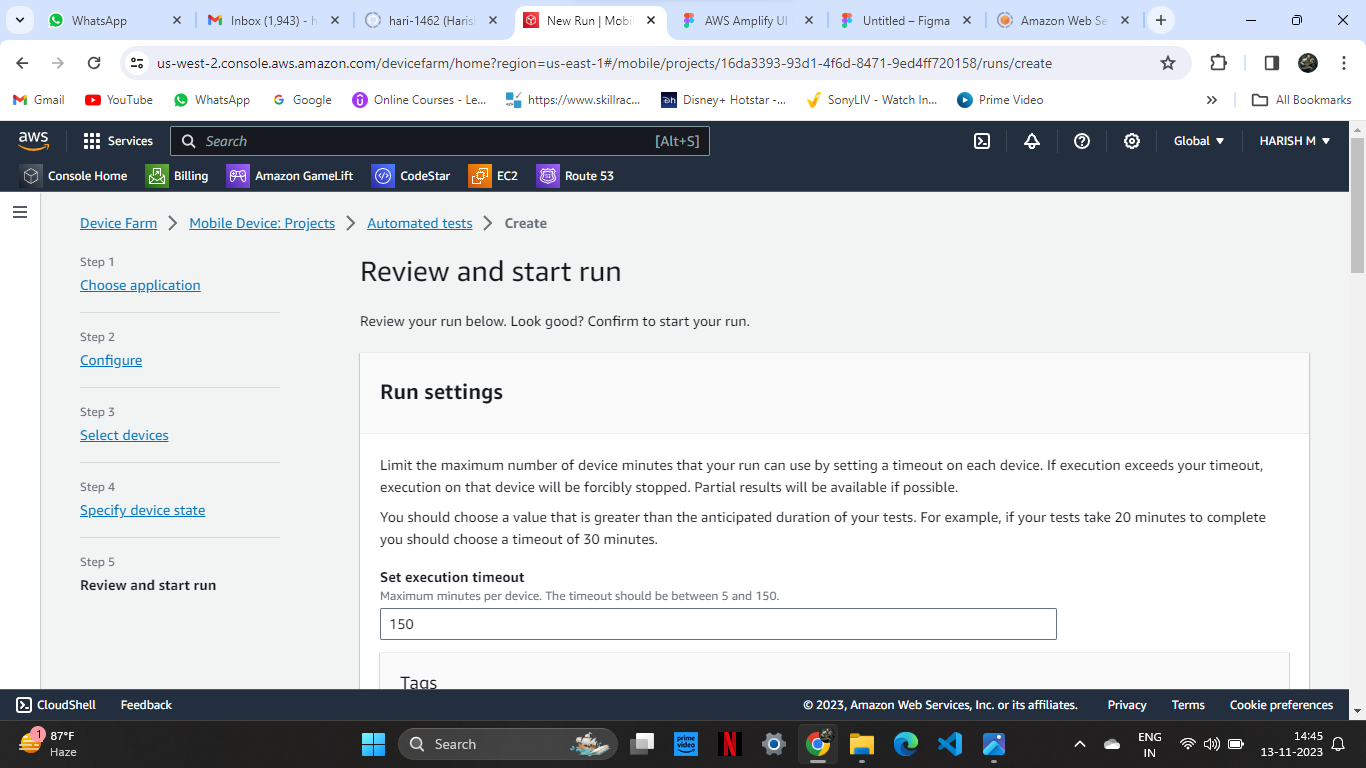 WhatsApp
Inbox (1,943) - h
hari-1462 (Harish
New Run | Mobi
AWS Amplify UI
Untitled – Figma
Amazon Web Se
us-west-2.console.aws.amazon.com/devicefarm/home?region=us-east-1#/mobile/projects/16da3393-93d1-4f6d-8471-9ed4ff720158/runs/create
Gmail
YouTube
WhatsApp
Google
Online Courses - Le...
https://www.skillrac...
Disney+ Hotstar -...
SonyLIV - Watch In...
Prime Video
All Bookmarks
aws
Services
Search
[Alt+S]
Global
HARISH M
Console Home
Billing
Amazon GameLift
CodeStar
EC2
Route 53
Device Farm
Mobile Device: Projects
Automated tests
Create
Step 1
Choose application
Step 2
Configure
Step 3
Select devices
Step 4
Specify device state
Step 5
Review and start run
Review and start run
Review your run below. Look good? Confirm to start your run.
Run settings
Limit the maximum number of device minutes that your run can use by setting a timeout on each device. If execution exceeds your timeout,
execution on that device will be forcibly stopped. Partial results will be available if possible.
You should choose a value that is greater than the anticipated duration of your tests. For example, if your tests take 20 minutes to complete
you should choose a timeout of 30 minutes.
Set execution timeout
Maximum minutes per device. The timeout should be between 5 and 150.
150
Tags
CloudShell
Feedback
© 2023, Amazon Web Services, Inc. or its affiliates.
Privacy
Terms
Cookie preferences
1
87°F
Haze
Search
prime video
N
ENG
IN
14:45
13-11-2023